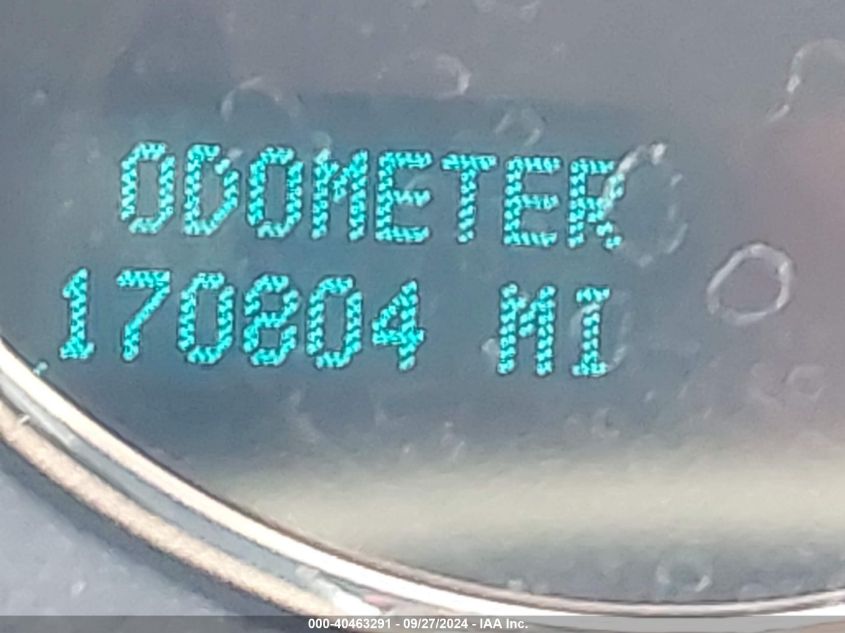 ODOMETER
170804 MI
000-40463291 - 09/27/2024 - IAA Inc.